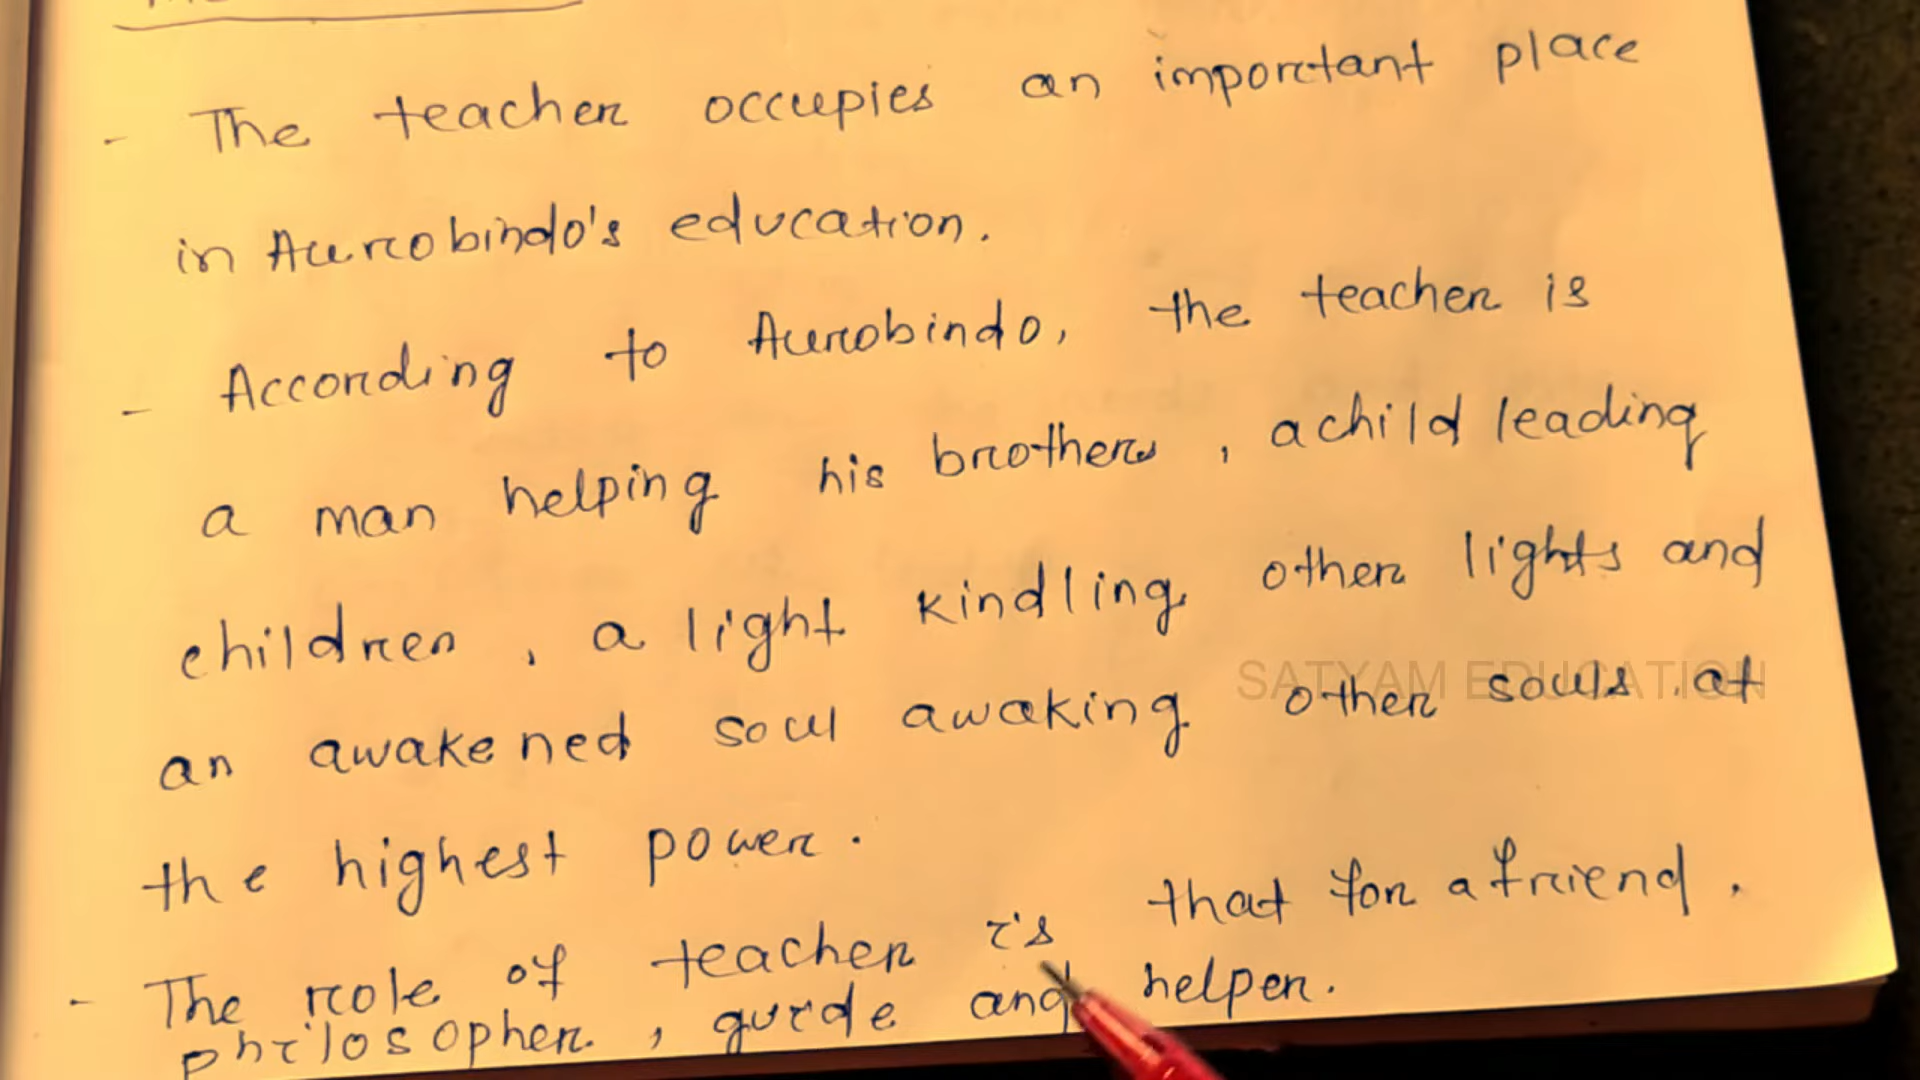 - The teacher occupies an important place
in Aurobindo's education.
- According to Aurobindo, the teacher is
a man helping his brothers, a child leading
children, a light kindling other lights and
an awakened soul awaking other souls at
the highest power.
- The role of teacher is that for a friend,
philosopher, guide and helper.
SATYAM EDUCATION